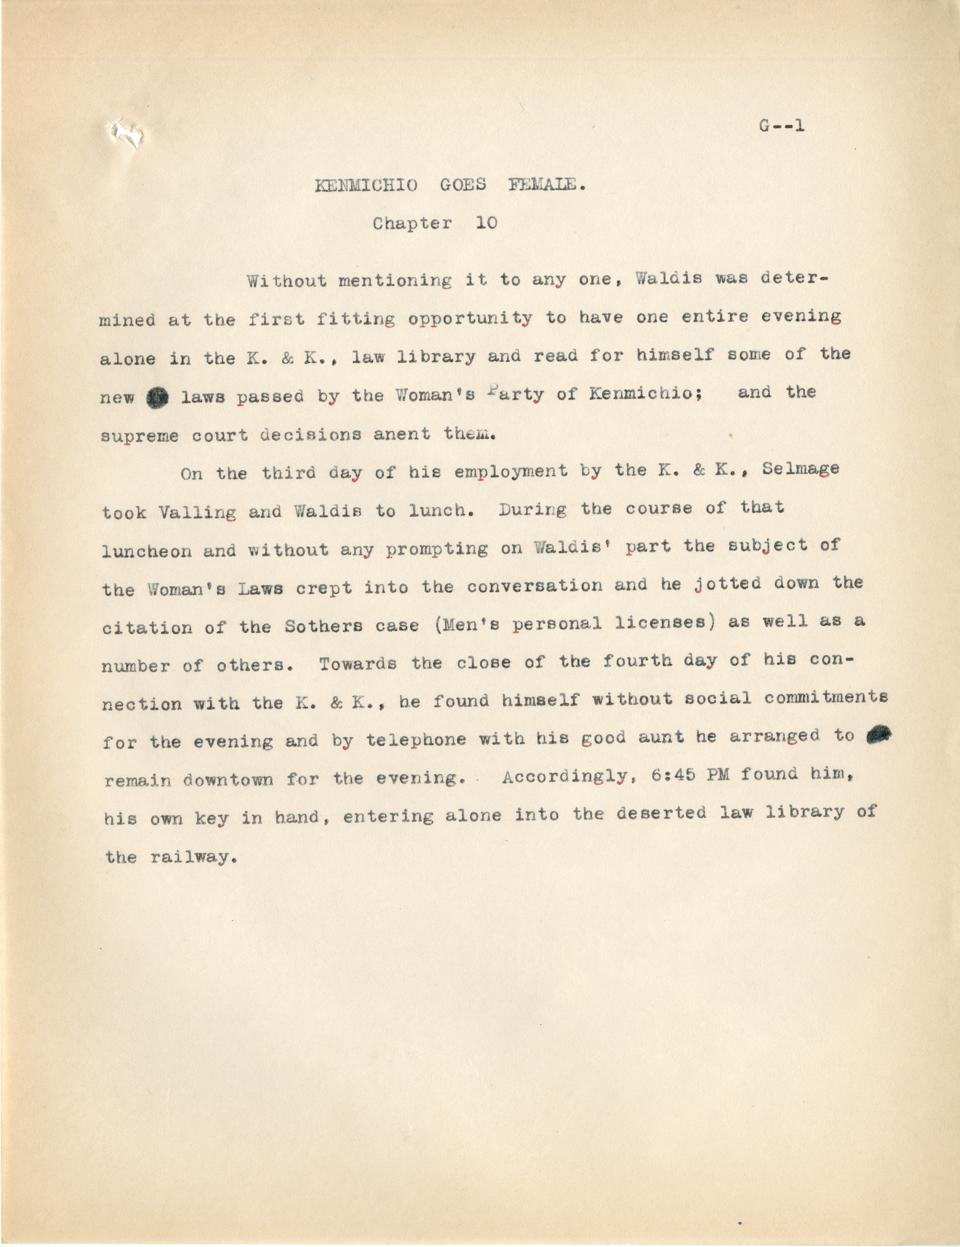 G--1
KENMICHIO GOES FEMALE.
Chapter 10
Without mentioning it to any one, Waldis was deter-
mined at the first fitting opportunity to have one entire evening
alone in the K. & K., law library and read for himself some of the
new laws passed by the Woman's Party of Kenmichio; and the
supreme court decisions anent them.
On the third day of his employment by the K. & K., Selmage
took Valling and Waldis to lunch. During the course of that
luncheon and without any prompting on Waldis' part the subject of
the Woman's Laws crept into the conversation and he jotted down the
citation of the Sothers case (Men's personal licenses) as well as a
number of others. Towards the close of the fourth day of his con-
nection with the K. & K., he found himself without social commitments
for the evening and by telephone with his good aunt he arranged to
remain downtown for the evening. Accordingly, 6:45 PM found him,
his own key in hand, entering alone into the deserted law library of
the railway.